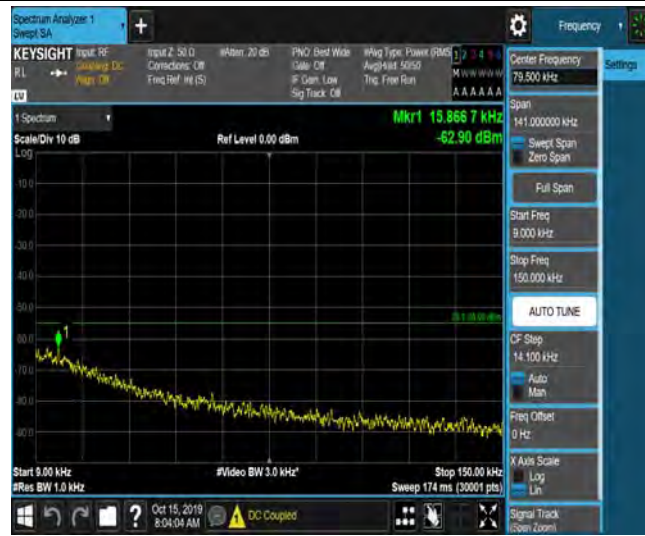 Spectrum Analyzer 1
Swept SA
+
Frequency
KEYSIGHT
Input: RF
RL
Coupling: DC
Align: Off
Input Z: 50 Ω
Corrections: Off
Freq Ref: Int (S)
#Atten: 20 dB
PNO: Best Wide
Gate: Off
IF Gain: Low
Sig Track: Off
#Avg Type: Power (RMS
Avg|Hold: 50/50
Trig: Free Run
1 2 3 4 5 6
M W W W W W
A A A A A A
LV
1 Spectrum
Scale/Div 10 dB
Log
Ref Level 0.00 dBm
Mkr1 15.866 7 kHz
-62.90 dBm
-10.0
-20.0
-30.0
-40.0
-60.0
-70.0
-80.0
-90.0
1
Start 9.00 kHz
#Res BW 1.0 kHz
#Video BW 3.0 kHz*
Stop 150.00 kHz
Sweep 174 ms (30001 pts)
Oct 15, 2019
8:04:04 AM
DC Coupled
Center Frequency
79.500 kHz
Settings
Span
141.000000 kHz
Swept Span
Zero Span
Full Span
Start Freq
9.000 kHz
Stop Freq
150.000 kHz
AUTO TUNE
CF Step
14.100 kHz
Auto
Man
Freq Offset
0 Hz
X Axis Scale
Log
Lin
Signal Track
(Span Zoom)